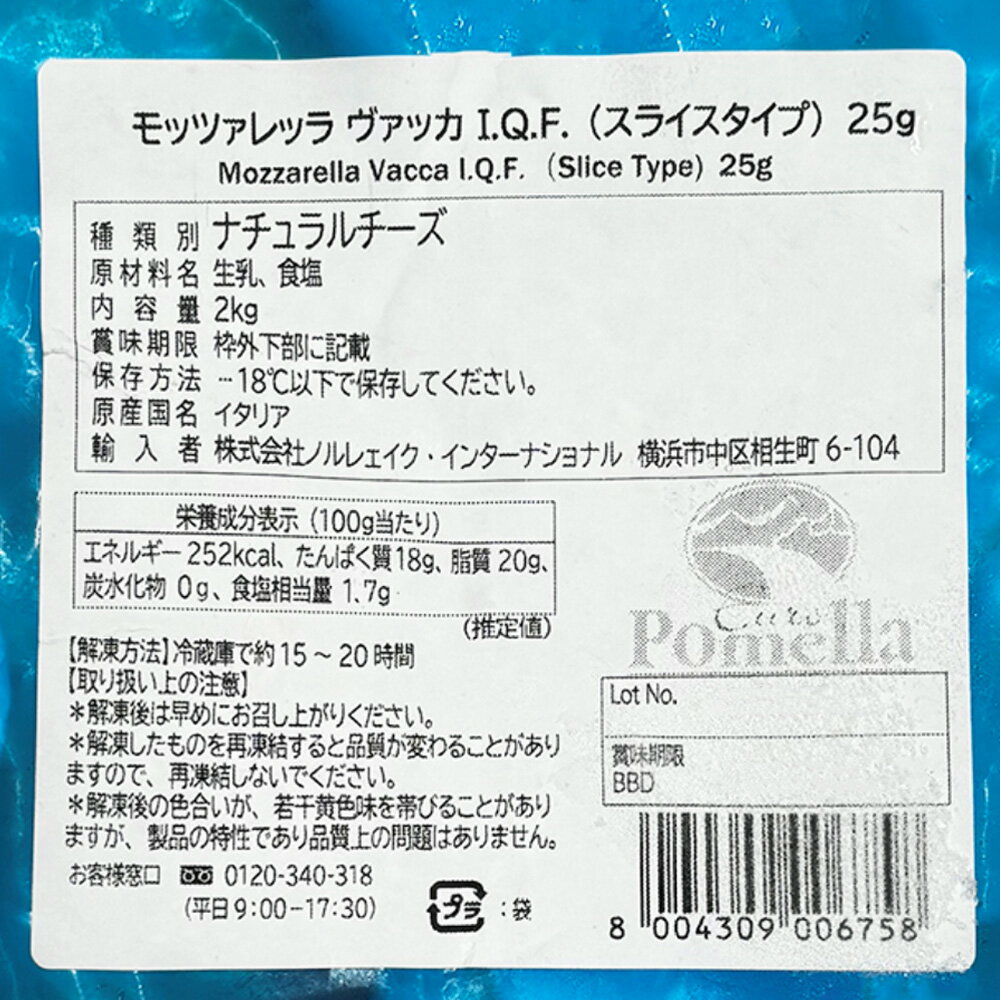 モッツァレッラ ヴァッカ I.Q.F.（スライスタイプ）25g
Mozzarella Vacca I.Q.F. （Slice Type）25g
種類別 ナチュラルチーズ
原材料名 生乳、食塩
内容量 2kg
賞味期限 枠外下部に記載
保存方法 －18℃以下で保存してください。
原産国名 イタリア
輸入者 株式会社ノルレェイク・インターナショナル 横浜市中区相生町 6-104
栄養成分表示（100g当たり）
エネルギー 252kcal、たんぱく質18g、脂質 20g、
炭水化物 0g、食塩相当量 1.7g
(推定値)
【解凍方法】冷蔵庫で約15～20時間
【取り扱い上の注意】
＊解凍後は早めにお召し上がりください。
＊解凍したものを再凍結すると品質が変わることがあり
ますので、再凍結しないでください。
＊解凍後の色合いが、若干黄色味を帯びることがあり
ますが、製品の特性であり品質上の問題はありません。
お客様窓口 0120-340-318
（平日9:00-17:30）
プラ ：袋
Pomella
Lot No.
賞味期限
BBD
8 004309 006758